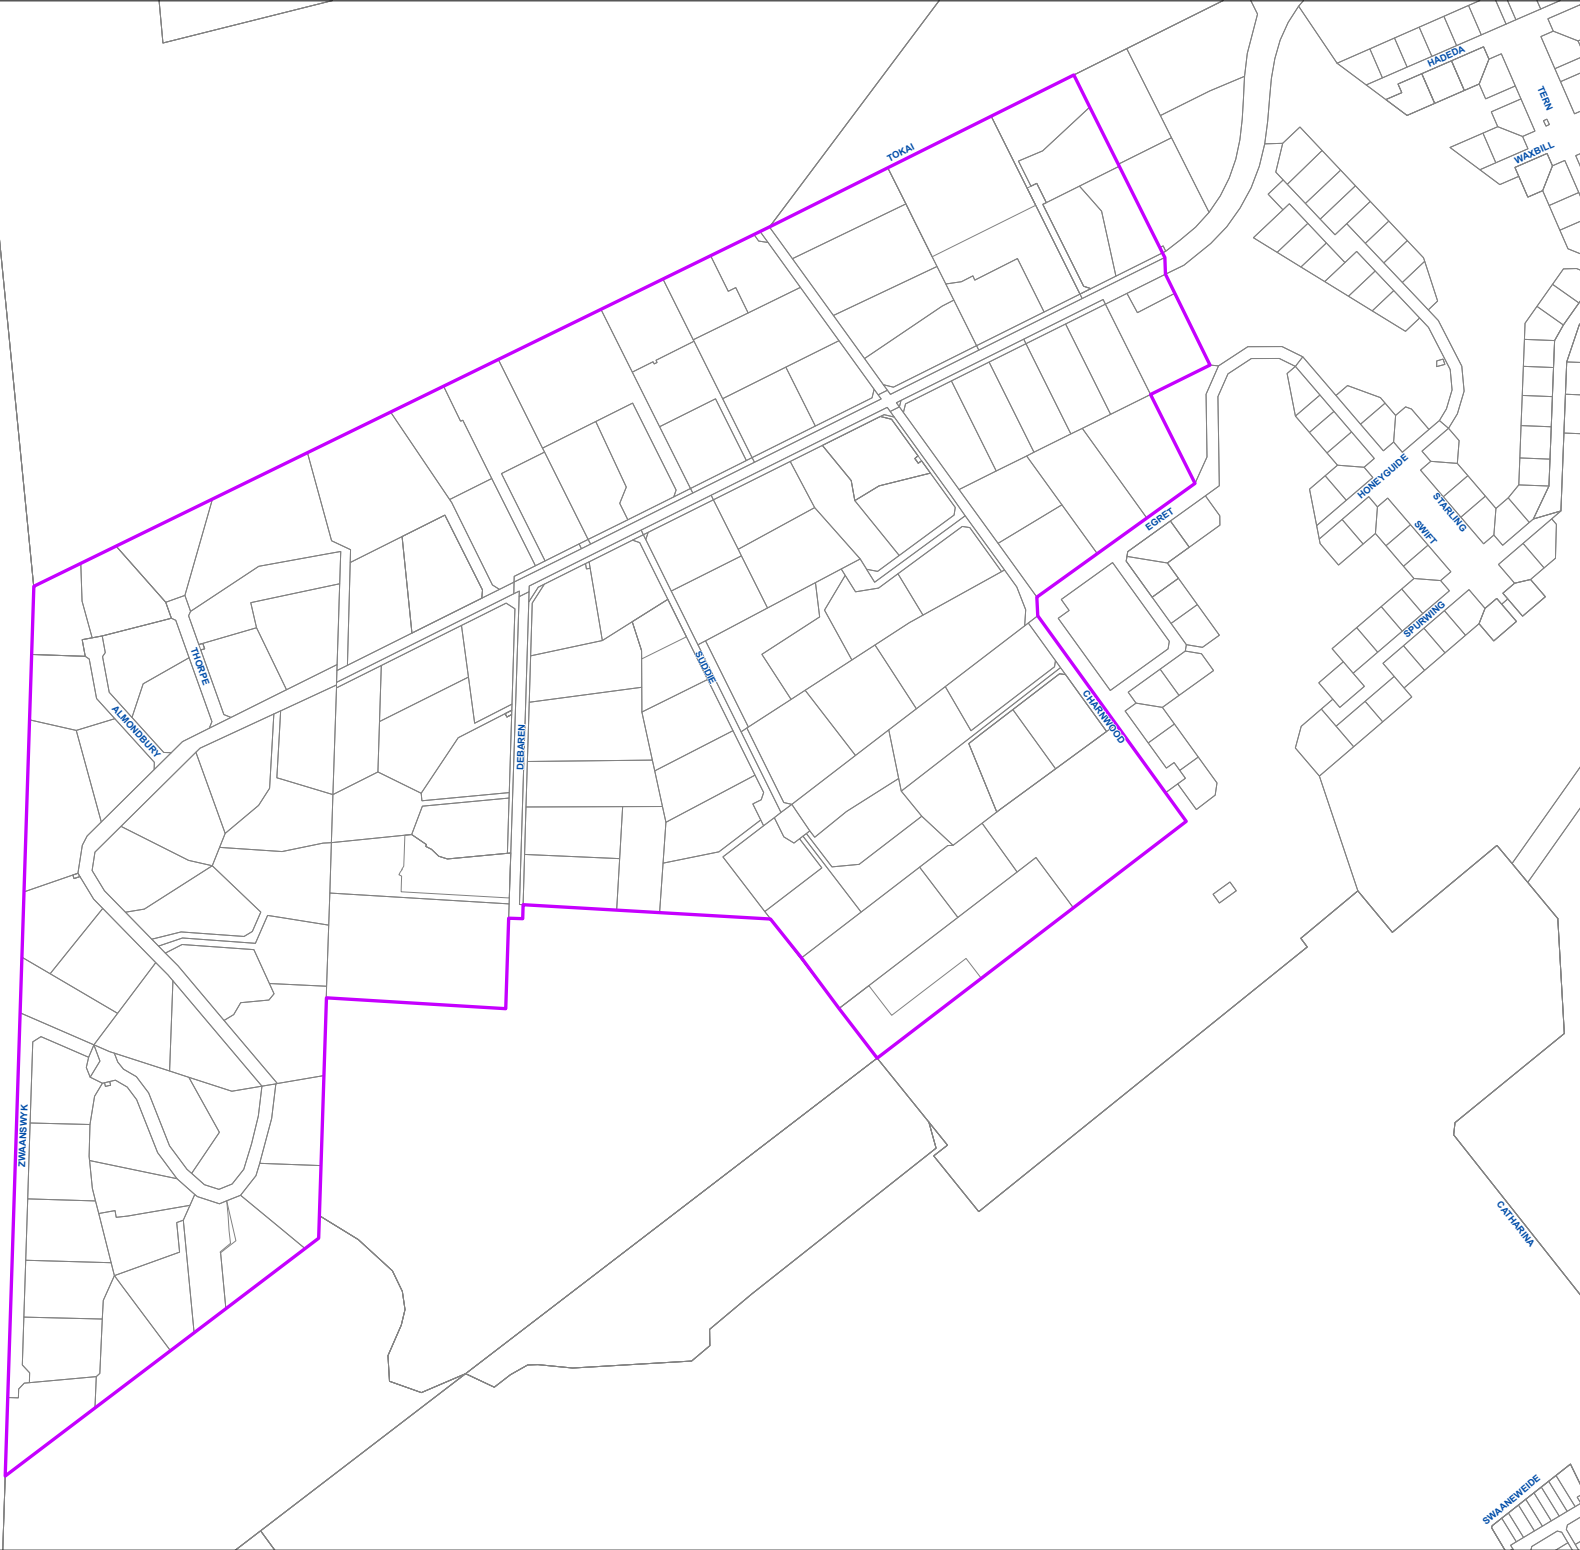 HADEDA
TERN
TOKAI
WAXBILL
HONEYGUIDE
STARLING
EGRET
SWIFT
SPURWING
THORPE
SUDDIE
ALMONDBURY
CHARNWOOD
DEBAREN
ZWAANSWYK
CATHARINA
SWAANEWEIDE